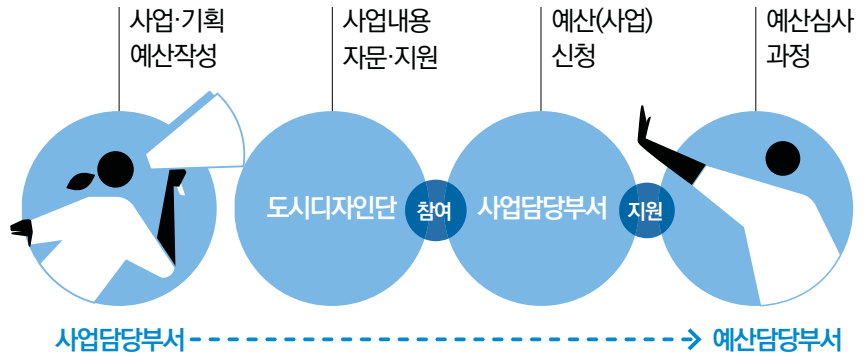 사업·기획
예산작성
사업내용
자문·지원
예산(사업)
신청
예산심사
과정
도시디자인단
참여
사업담당부서
지원
사업담당부서
예산담당부서